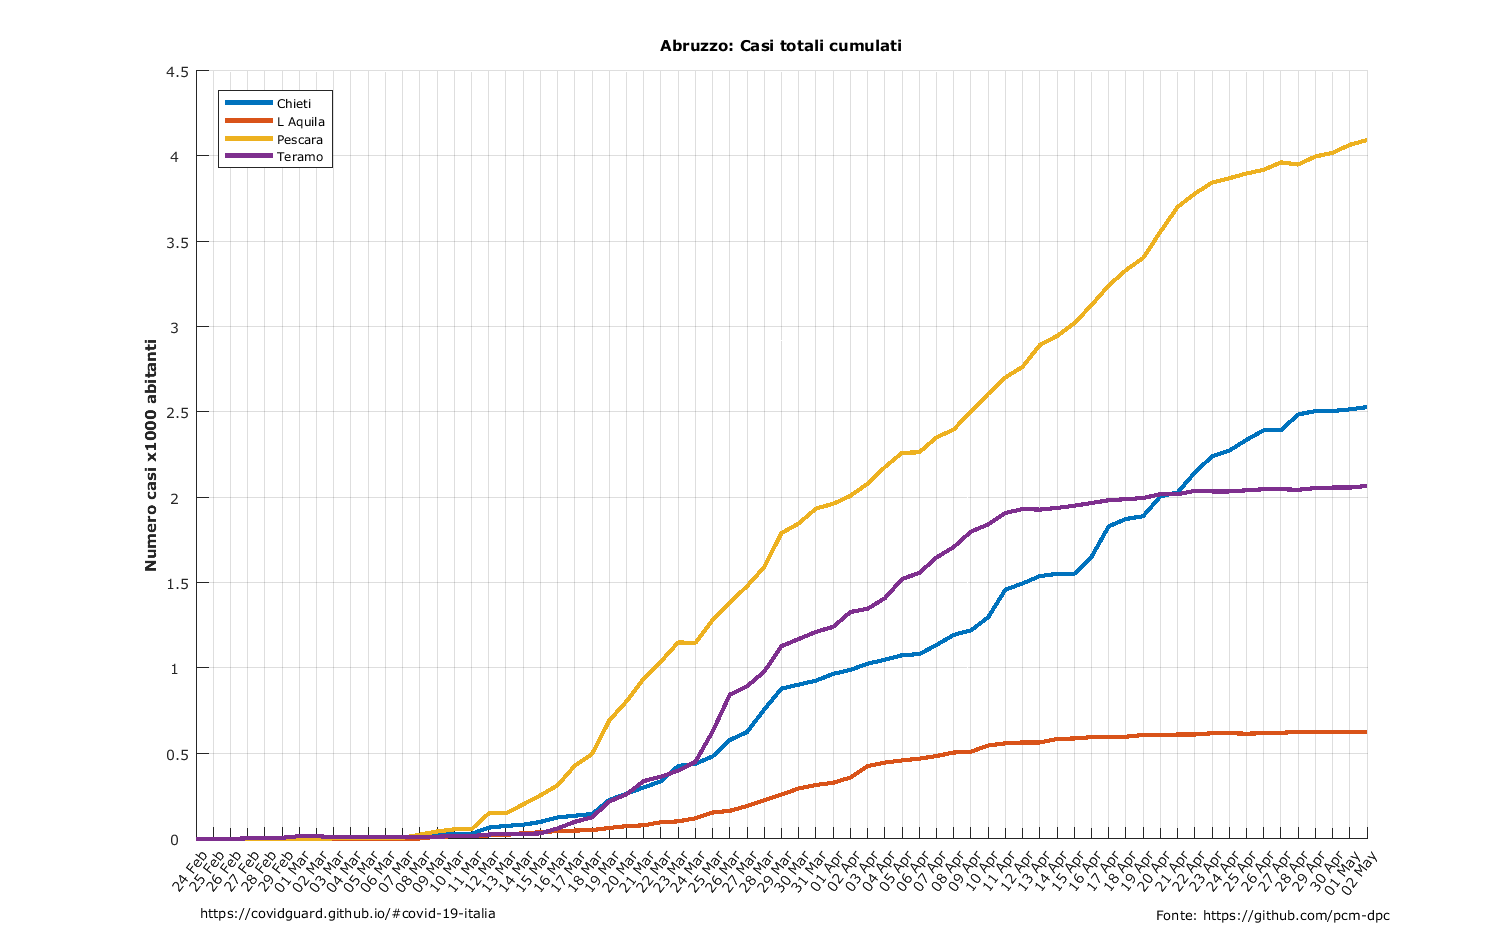 Abruzzo: Casi totali cumulati
4.5
4
3.5
3
2.5
2
1.5
1
0.5
0
Numero casi x1000 abitanti
Chieti
L Aquila
Pescara
Teramo
24 Feb
25 Feb
26 Feb
27 Feb
28 Feb
29 Feb
01 Mar
02 Mar
03 Mar
04 Mar
05 Mar
06 Mar
07 Mar
08 Mar
09 Mar
10 Mar
11 Mar
12 Mar
13 Mar
14 Mar
15 Mar
16 Mar
17 Mar
18 Mar
19 Mar
20 Mar
21 Mar
22 Mar
23 Mar
24 Mar
25 Mar
26 Mar
27 Mar
28 Mar
29 Mar
30 Mar
31 Mar
01 Apr
02 Apr
03 Apr
04 Apr
05 Apr
06 Apr
07 Apr
08 Apr
09 Apr
10 Apr
11 Apr
12 Apr
13 Apr
14 Apr
15 Apr
16 Apr
17 Apr
18 Apr
19 Apr
20 Apr
21 Apr
22 Apr
23 Apr
24 Apr
25 Apr
26 Apr
27 Apr
28 Apr
29 Apr
30 Apr
01 May
02 May
https://covidguard.github.io/#covid-19-italia
Fonte: https://github.com/pcm-dpc